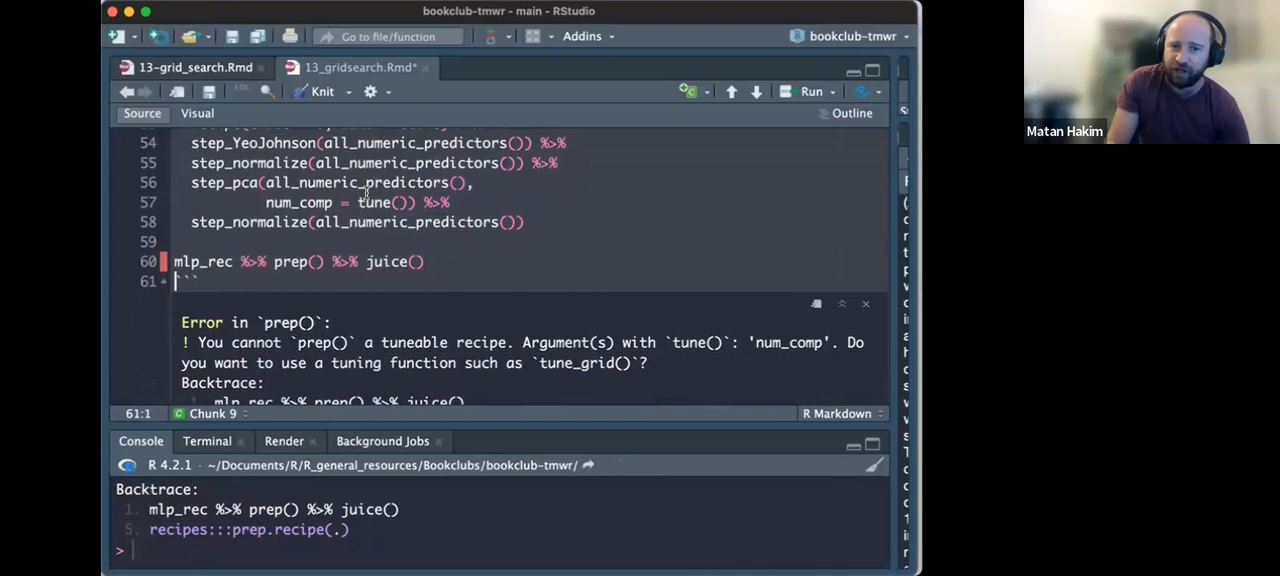 bookclub-tmwr - main - RStudio
Go to file/function
Addins
bookclub-tmwr
13-grid_search.Rmd
13_gridsearch.Rmd*
Knit
Run
Source
Visual
Outline
54 step_YeoJohnson(all_numeric_predictors()) %>%
55 step_normalize(all_numeric_predictors()) %>%
56 step_pca(all_numeric_predictors(),
57 num_comp = tune()) %>%
58 step_normalize(all_numeric_predictors())
59
60 mlp_rec %>% prep() %>% juice()
61 ```
Error in `prep()`:
! You cannot `prep()` a tuneable recipe. Argument(s) with `tune()`: 'num_comp'. Do
you want to use a tuning function such as `tune_grid()`?
Backtrace:
mlp_rec %>% prep() %>% juice()
61:1
Chunk 9
R Markdown
Console
Terminal
Render
Background Jobs
R 4.2.1 · ~/Documents/R/R_general_resources/Bookclubs/bookclub-tmwr/
Backtrace:
1. mlp_rec %>% prep() %>% juice()
5. recipes:::prep.recipe(.)
>
Matan Hakim